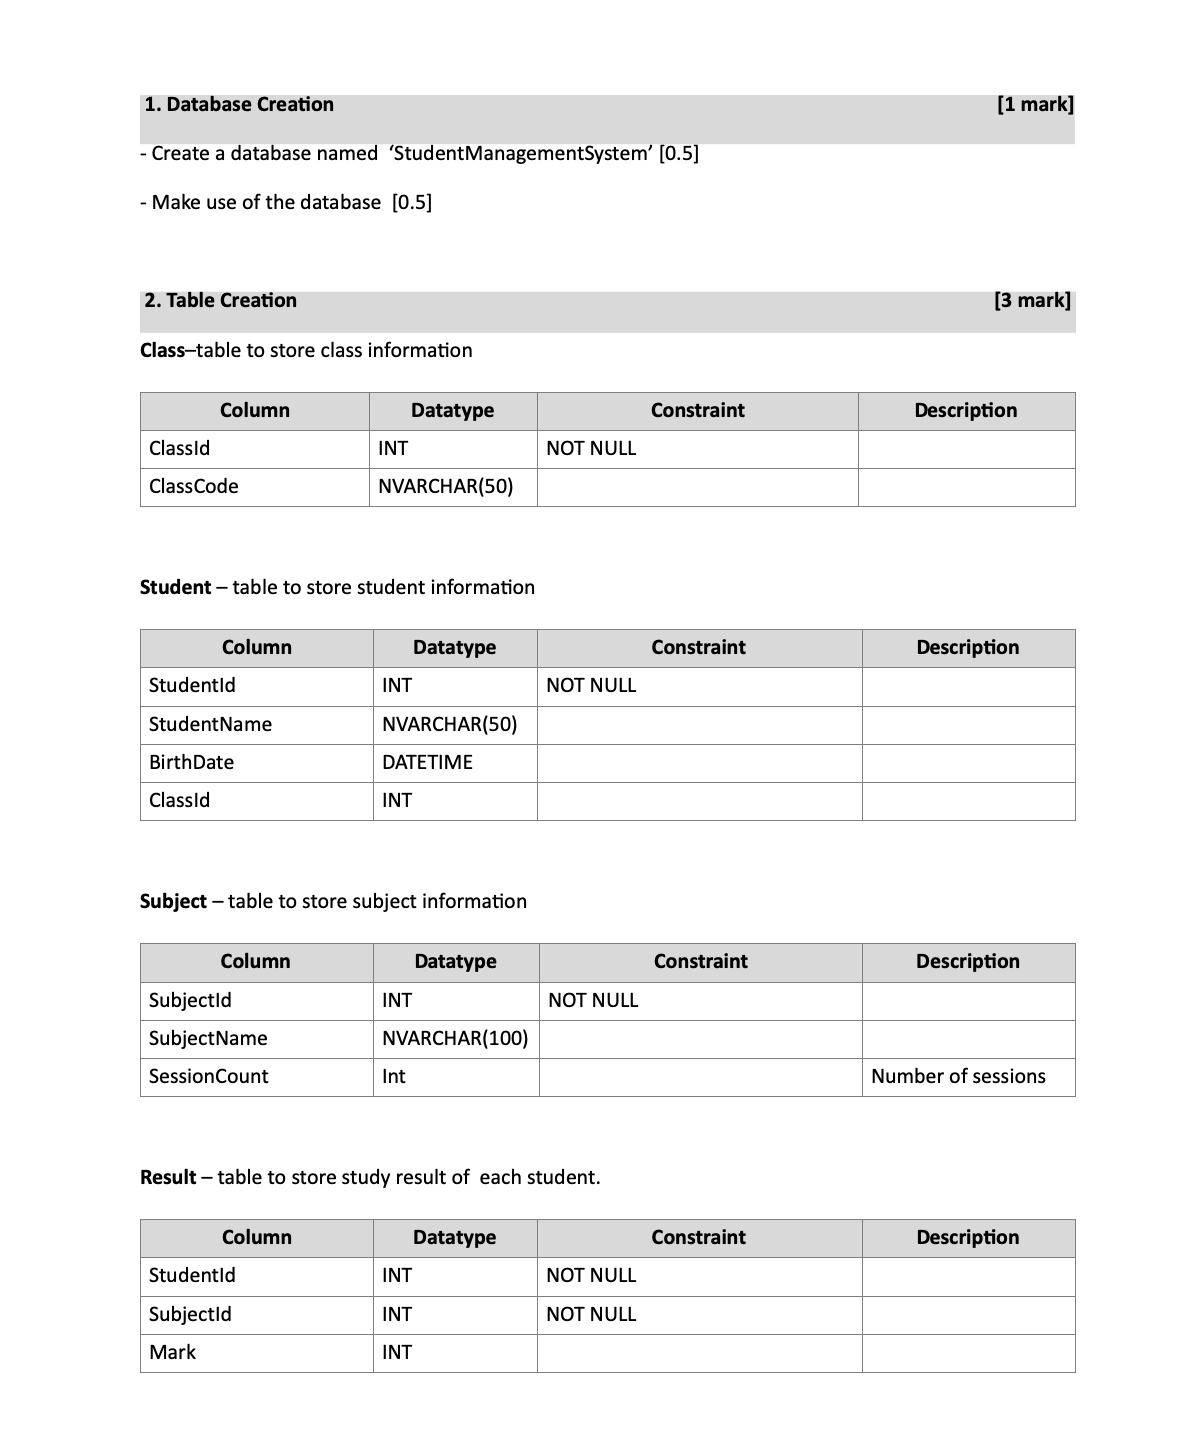 1. Database Creation [1 mark]
- Create a database named  ‘StudentManagementSystem’ [0.5]
- Make use of the database  [0.5]
2. Table Creation [3 mark]
Class–table to store class information
Column Datatype Constraint Description
ClassId INT NOT NULL
ClassCode NVARCHAR(50)
Student – table to store student information
Column Datatype Constraint Description
StudentId INT NOT NULL
StudentName NVARCHAR(50)
BirthDate DATETIME
ClassId INT
Subject – table to store subject information
Column Datatype Constraint Description
SubjectId INT NOT NULL
SubjectName NVARCHAR(100)
SessionCount Int Number of sessions
Result – table to store study result of  each student.
Column Datatype Constraint Description
StudentId INT NOT NULL
SubjectId INT NOT NULL
Mark INT